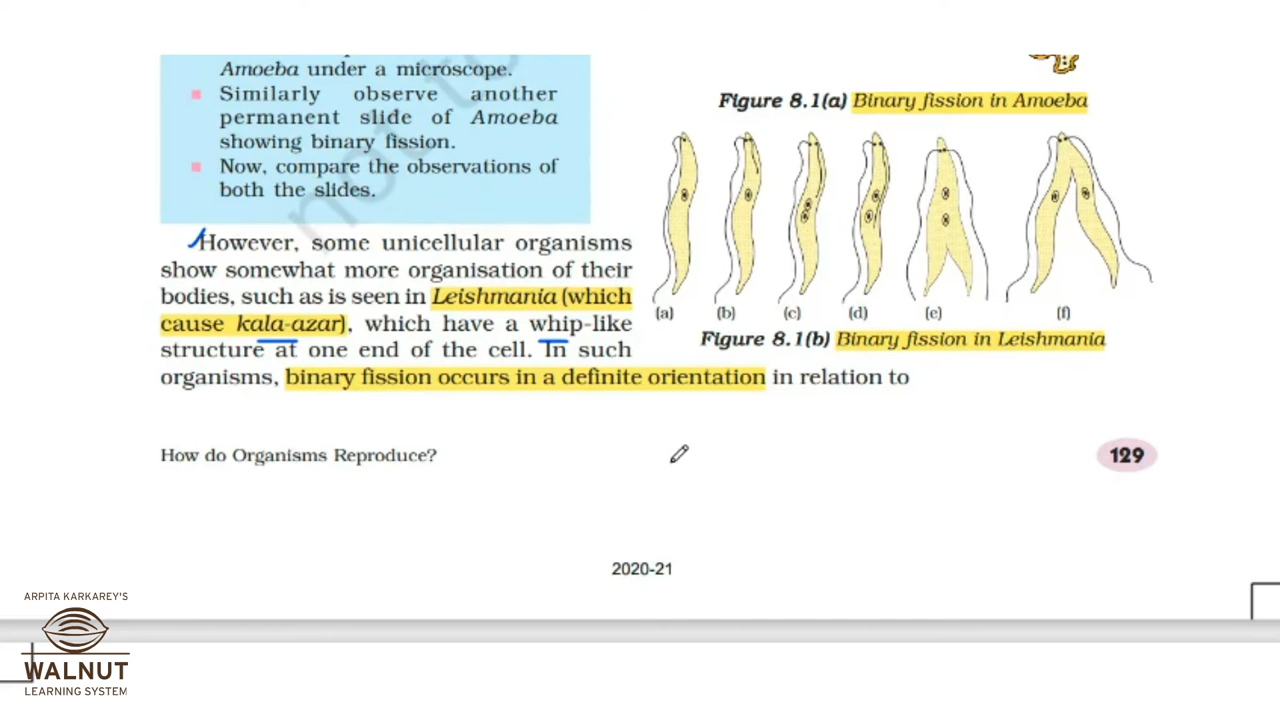 Amoeba under a microscope.
Similarly observe another
permanent slide of Amoeba
showing binary fission.
Now, compare the observations of
both the slides.
Figure 8.1(a) Binary fission in Amoeba
(a) (b) (c) (d) (e) (f)
Figure 8.1(b) Binary fission in Leishmania
However, some unicellular organisms
show somewhat more organisation of their
bodies, such as is seen in Leishmania (which
cause kala-azar), which have a whip-like
structure at one end of the cell. In such
organisms, binary fission occurs in a definite orientation in relation to
How do Organisms Reproduce?
129
2020-21
ARPITA KARKAREY'S
WALNUT
LEARNING SYSTEM